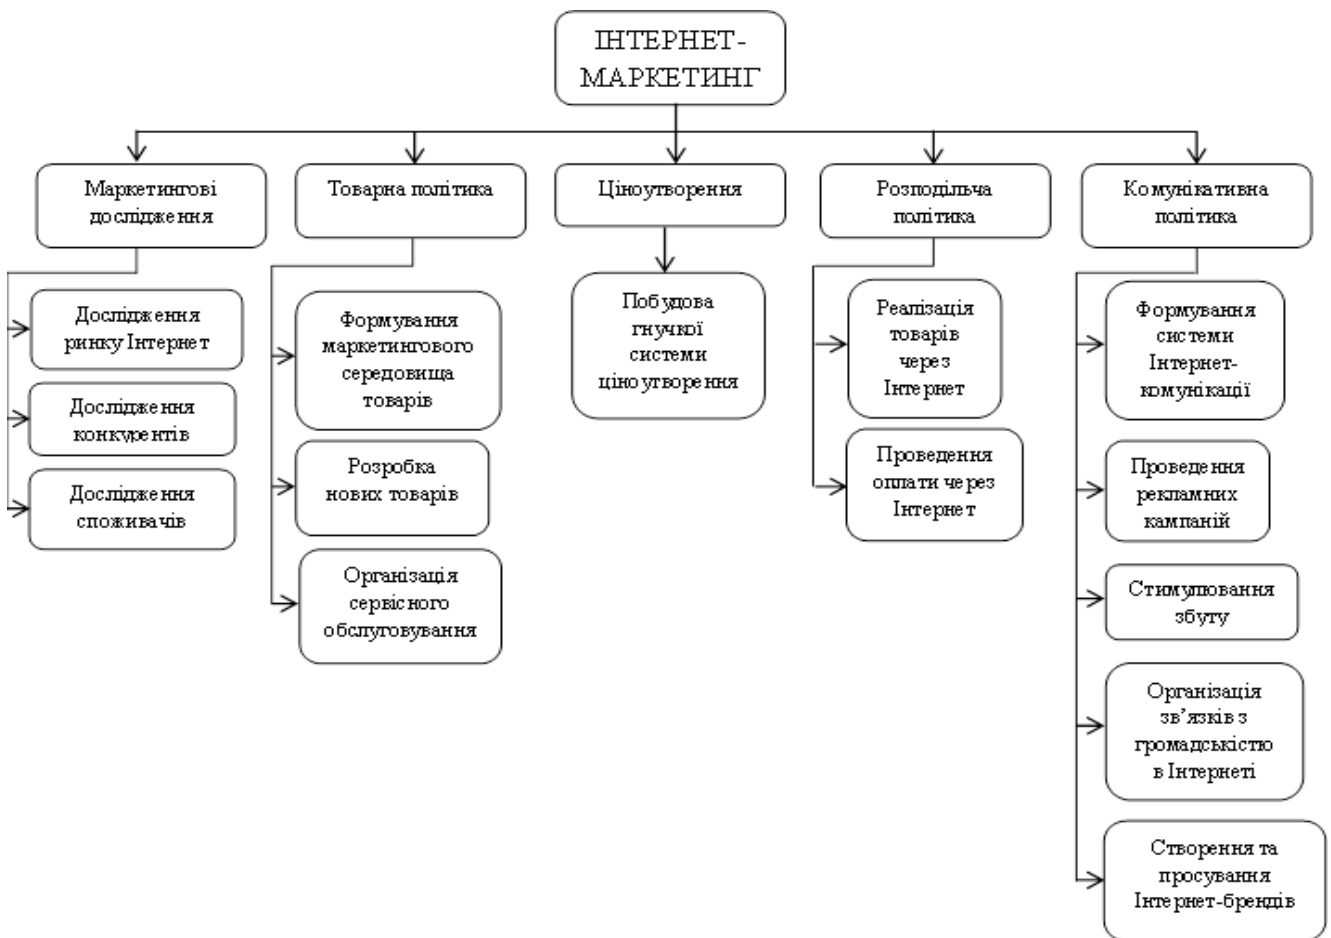 ІНТЕРНЕТ-
МАРКЕТИНГ
Маркетингові
дослідження
Товарна політика
Ціноутворення
Розподільча
політика
Комунікативна
політика
Дослідження
ринку Інтернет
Дослідження
конкурентів
Дослідження
споживачів
Формування
маркетингового
середовища
товарів
Розробка
нових товарів
Організація
сервісного
обслуговування
Побудова
гнучкої
системи
ціноутворення
Реалізація
товарів
через
Інтернет
Проведення
оплати через
Інтернет
Формування
системи
Інтернет-
комунікації
Проведення
рекламних
кампаній
Стимулювання
збуту
Організація
зв’язків з
громадськістю
в Інтернеті
Створення та
просування
Інтернет-брендів